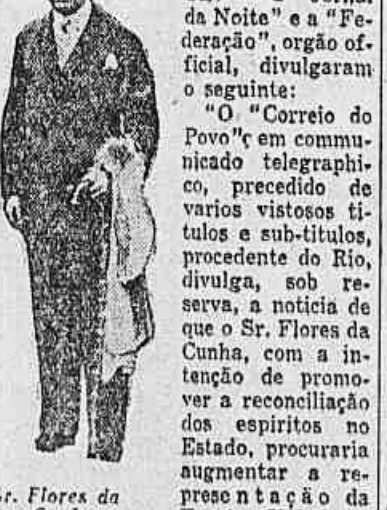 da Noite" e a "Fe-
deração", orgão of-
ficial, divulgaram
o seguinte:
"O "Correio do
Povo"ç em commu-
nicado telegraphi-
co, precedido de
varios vistosos ti-
tulos e sub-titulos,
procedente do Rio,
divulga, sob re-
serva, a noticia de
que o Sr. Flores da
Cunha, com a in-
tenção de promo-
ver a reconciliação
dos espiritos no
Estado, procuraria
augmentar a re-
presentação da
Sr. Flores da